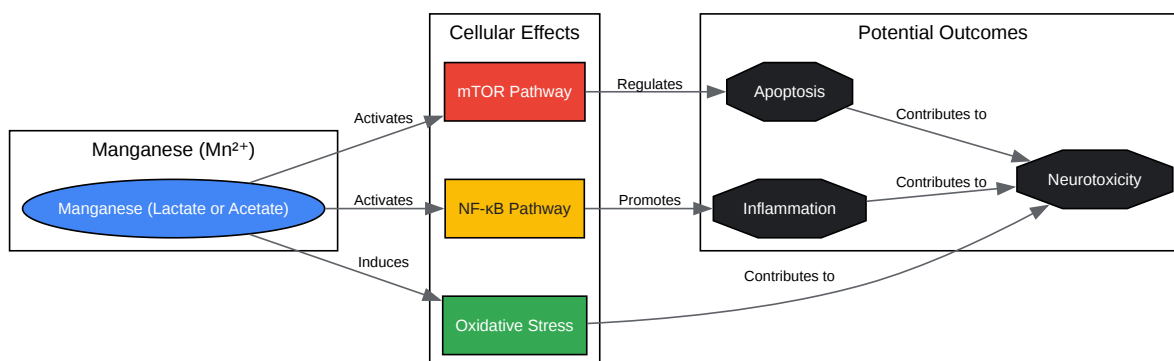 Manganese (Mn²⁺)
Manganese (Lactate or Acetate)
Activates
Activates
Induces
Cellular Effects
mTOR Pathway
NF-κB Pathway
Oxidative Stress
Regulates
Promotes
Contributes to
Potential Outcomes
Apoptosis
Inflammation
Contributes to
Contributes to
Neurotoxicity